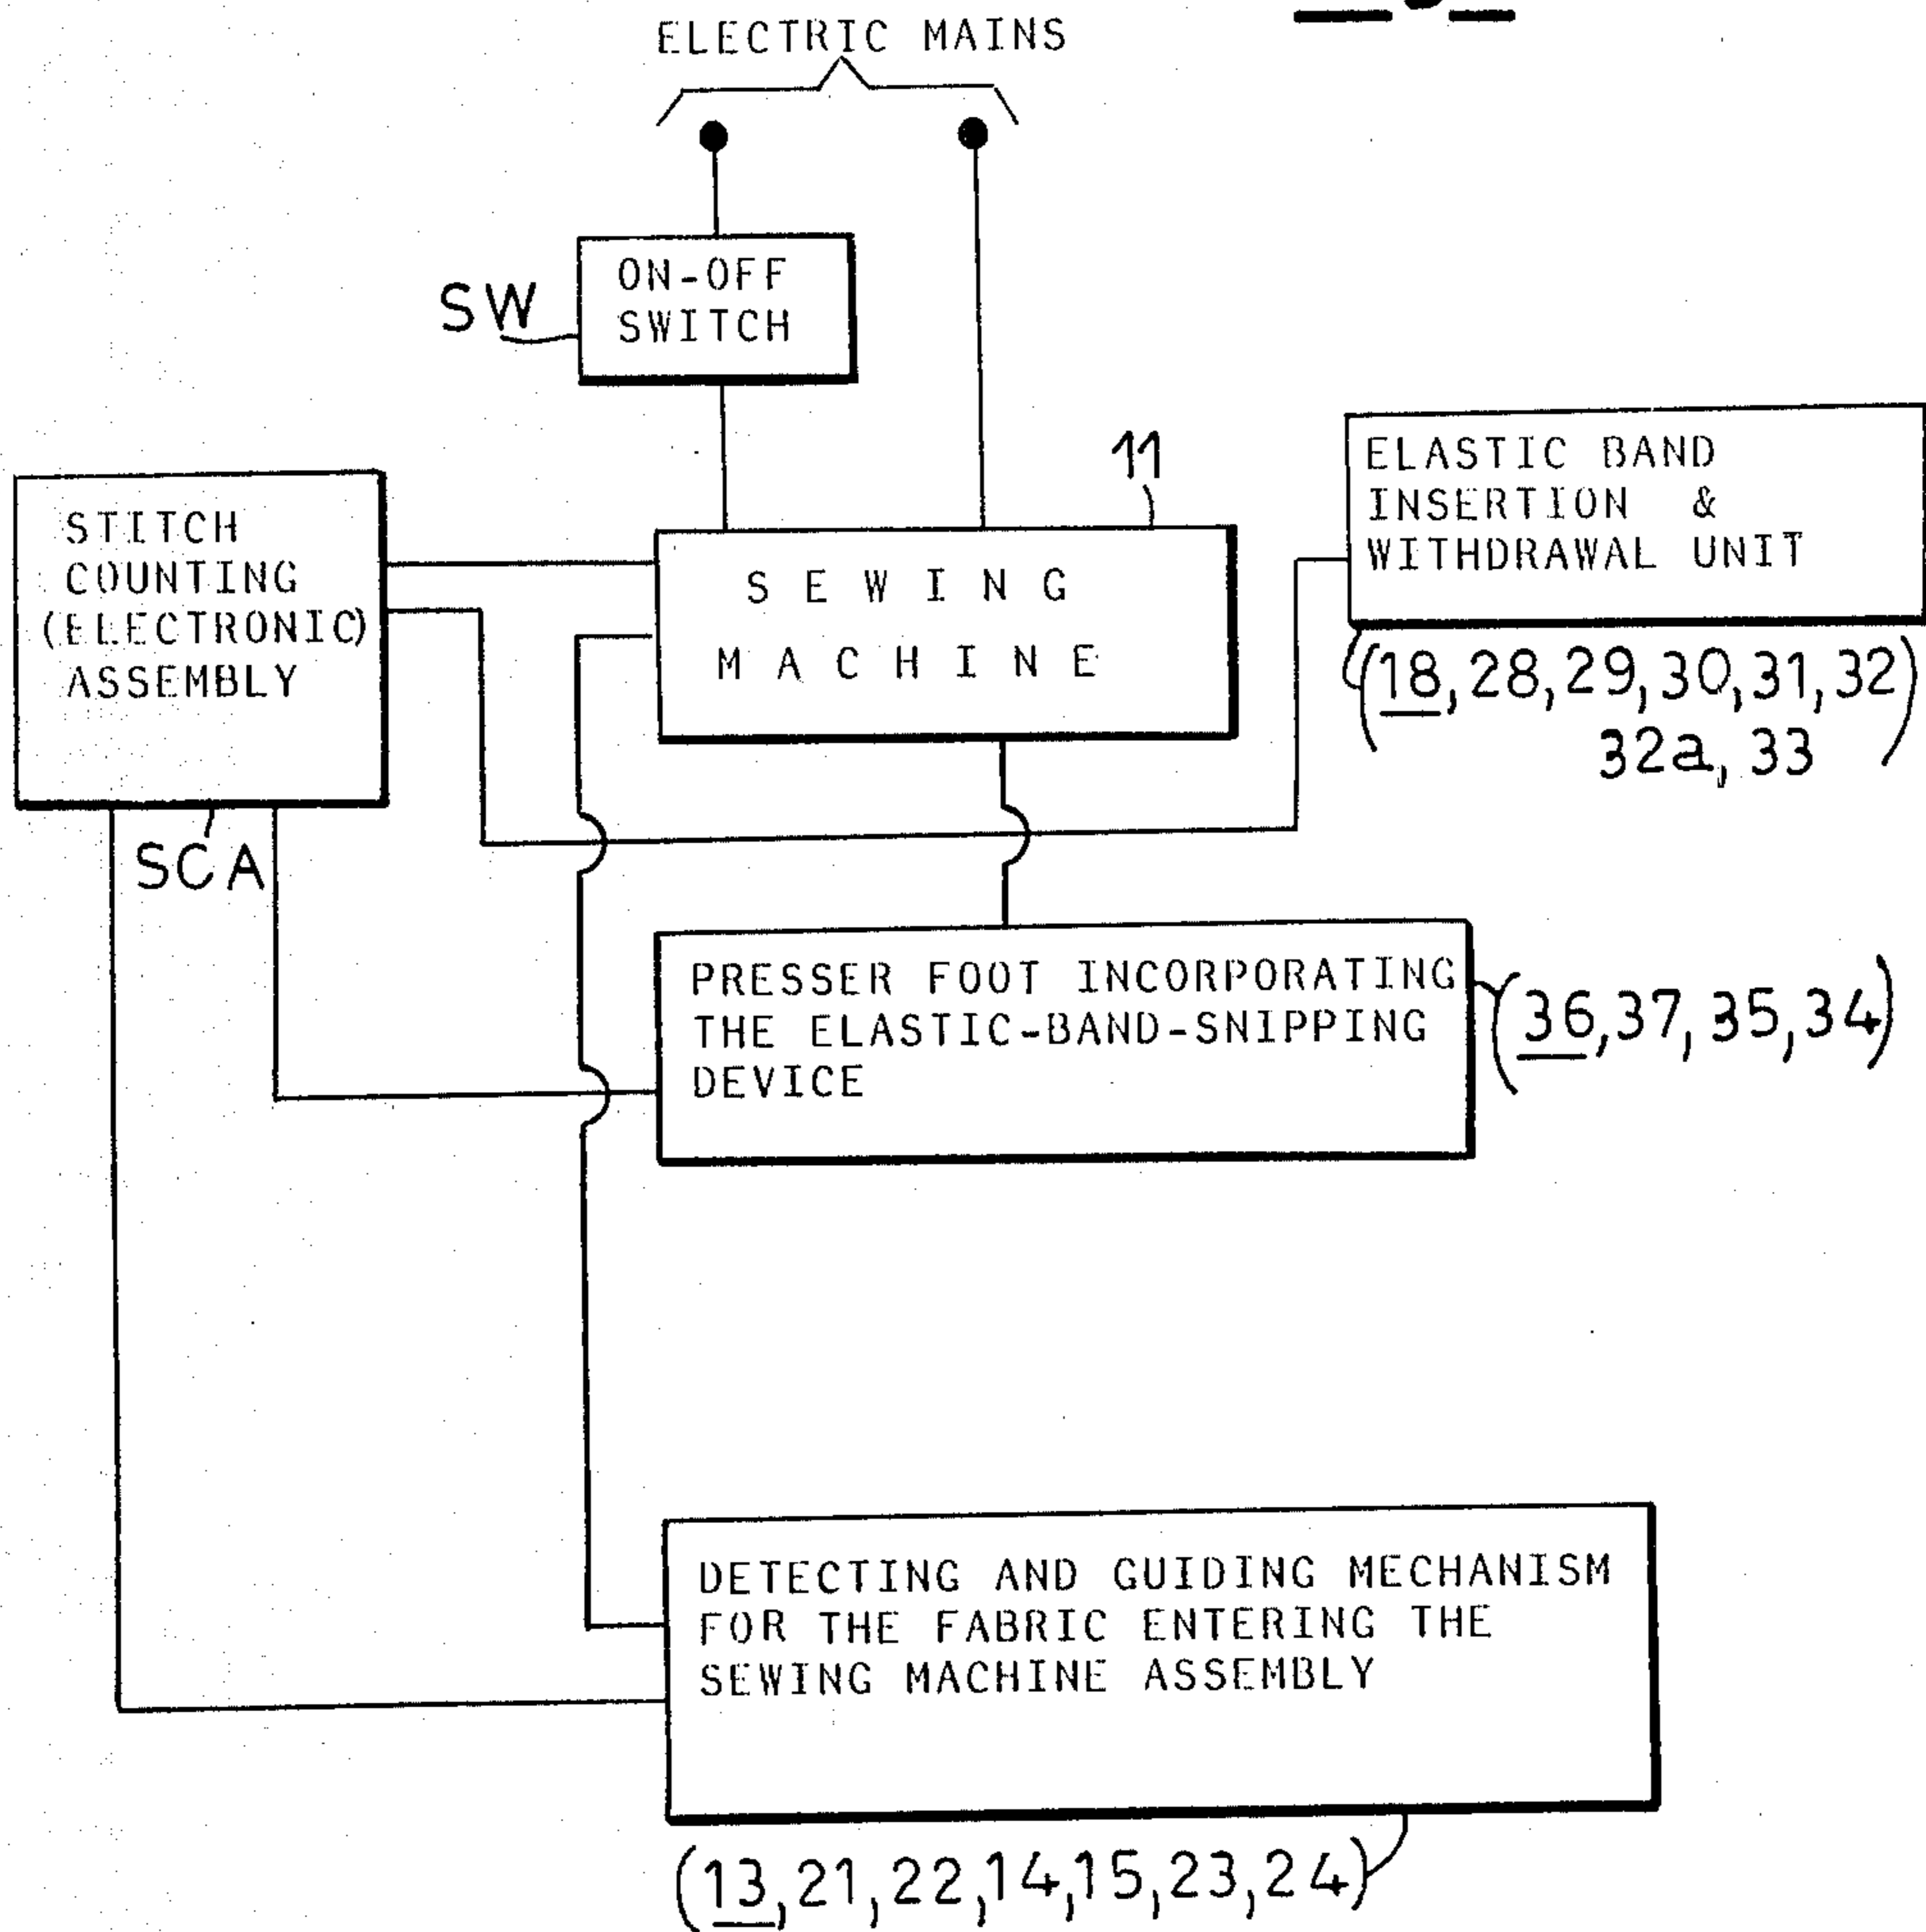 ELECTRIC MAINS
ON-OFF
SWITCH
SW
11
ELASTIC BAND
INSERTION &
WITHDRAWAL UNIT
(18, 28, 29, 30, 31, 32
32a, 33)
STITCH
COUNTING
(ELECTRONIC)
ASSEMBLY
SCA
SEWING
MACHINE
PRESSER FOOT INCORPORATING
THE ELASTIC-BAND-SNIPPING
DEVICE
(36, 37, 35, 34)
DETECTING AND GUIDING MECHANISM
FOR THE FABRIC ENTERING THE
SEWING MACHINE ASSEMBLY
(13, 21, 22, 14, 15, 23, 24)